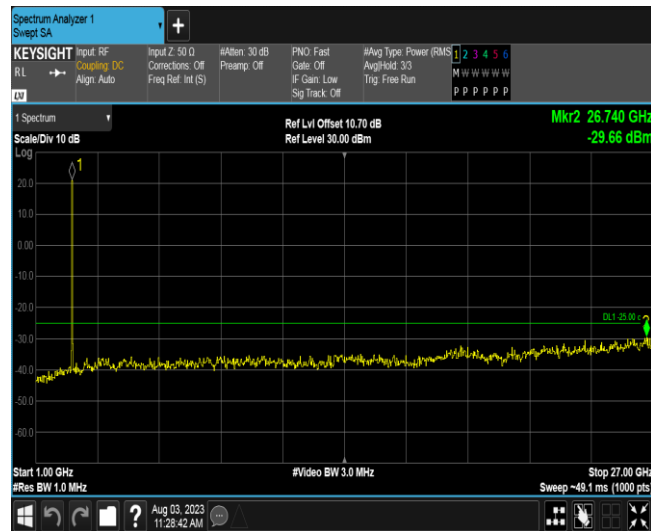 Spectrum Analyzer 1
Swept SA
+
KEYSIGHT
RL
LXI
Input: RF
Coupling: DC
Align: Auto
Input Z: 50 Ω
Corrections: Off
Freq Ref: Int (S)
#Atten: 30 dB
Preamp: Off
PNO: Fast
Gate: Off
IF Gain: Low
Sig Track: Off
#Avg Type: Power (RMS
Avg|Hold: 3/3
Trig: Free Run
1 2 3 4 5 6
M W W W W W
P P P P P P
1 Spectrum
Scale/Div 10 dB
Log
Ref Lvl Offset 10.70 dB
Ref Level 30.00 dBm
Mkr2 26.740 GHz
-29.66 dBm
1
20.0
10.0
0.00
-10.0
-20.0
DL1 -25.00
-30.0
-40.0
-50.0
-60.0
Start 1.00 GHz
#Res BW 1.0 MHz
#Video BW 3.0 MHz
Stop 27.00 GHz
Sweep ~49.1 ms (1000 pts
?
Aug 03, 2023
11:28:42 AM